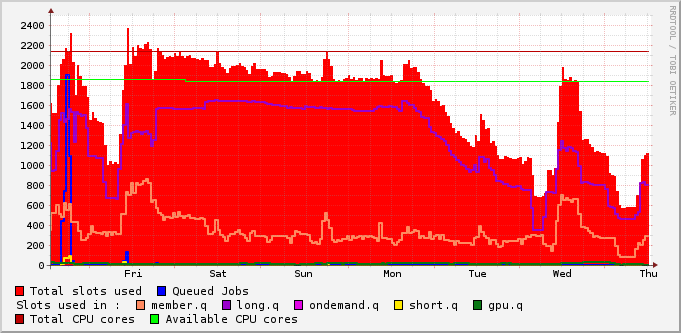 RRDTOOL / TOBI OETIKER
2400
2200
2000
1800
1600
1400
1200
1000
800
600
400
200
0
Fri Sat Sun Mon Tue Wed Thu
Total slots used Queued Jobs
Slots used in : member.q long.q ondemand.q short.q gpu.q
Total CPU cores Available CPU cores